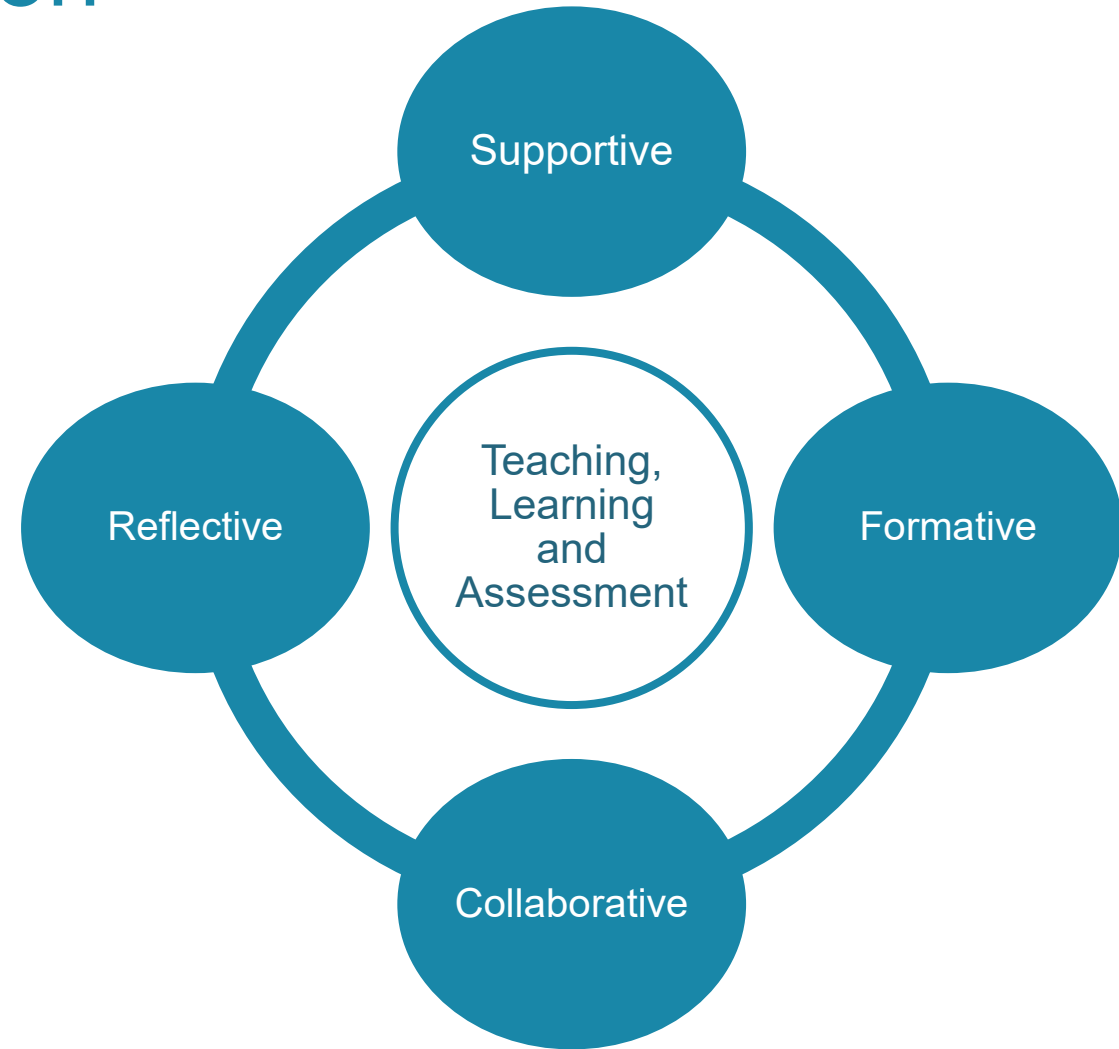 Supportive
Reflective
Teaching,
Learning
and
Assessment
Formative
Collaborative